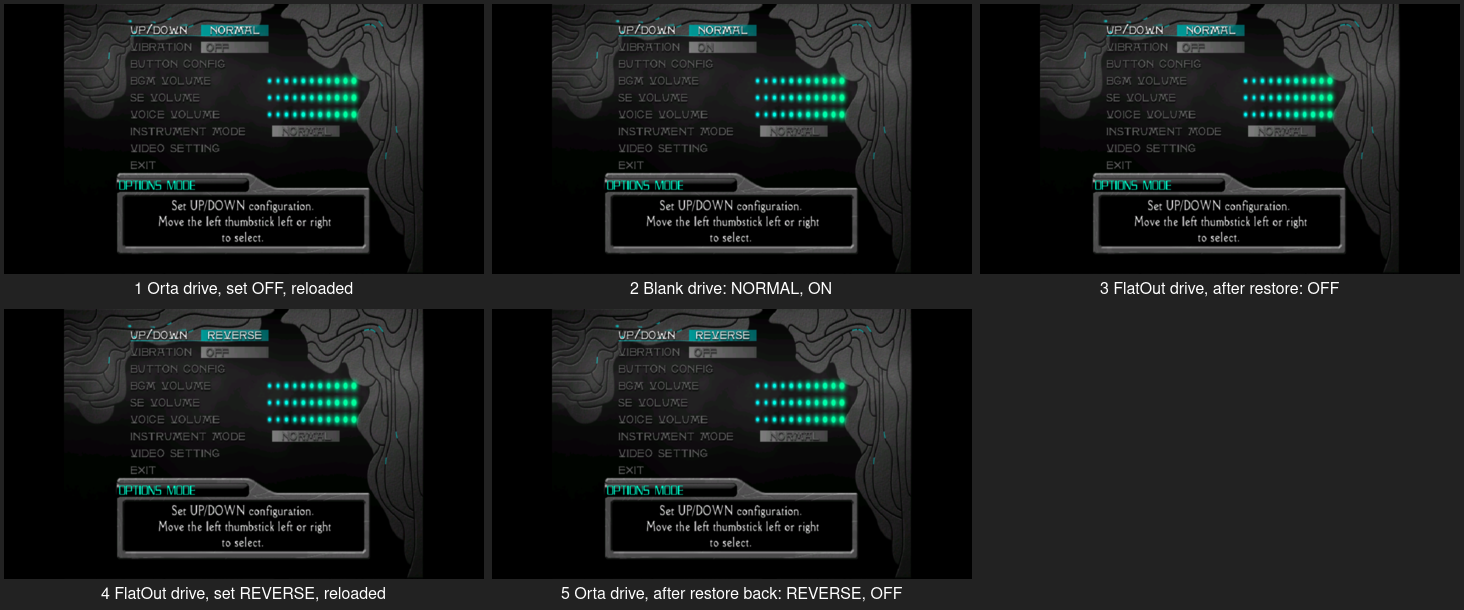 UP/DOWN NORMAL
VIBRATION OFF
BUTTON CONFIG
BGM VOLUME
SE VOLUME
VOICE VOLUME
INSTRUMENT MODE NORMAL
VIDEO SETTING
EXIT
OPTIONS MODE
Set UP/DOWN configuration.
Move the left thumbstick left or right
to select.
1 Orta drive, set OFF, reloaded
UP/DOWN NORMAL
VIBRATION ON
BUTTON CONFIG
BGM VOLUME
SE VOLUME
VOICE VOLUME
INSTRUMENT MODE NORMAL
VIDEO SETTING
EXIT
OPTIONS MODE
Set UP/DOWN configuration.
Move the left thumbstick left or right
to select.
2 Blank drive: NORMAL, ON
UP/DOWN NORMAL
VIBRATION OFF
BUTTON CONFIG
BGM VOLUME
SE VOLUME
VOICE VOLUME
INSTRUMENT MODE NORMAL
VIDEO SETTING
EXIT
OPTIONS MODE
Set UP/DOWN configuration.
Move the left thumbstick left or right
to select.
3 FlatOut drive, after restore: OFF
UP/DOWN REVERSE
VIBRATION OFF
BUTTON CONFIG
BGM VOLUME
SE VOLUME
VOICE VOLUME
INSTRUMENT MODE NORMAL
VIDEO SETTING
EXIT
OPTIONS MODE
Set UP/DOWN configuration.
Move the left thumbstick left or right
to select.
4 FlatOut drive, set REVERSE, reloaded
UP/DOWN REVERSE
VIBRATION OFF
BUTTON CONFIG
BGM VOLUME
SE VOLUME
VOICE VOLUME
INSTRUMENT MODE NORMAL
VIDEO SETTING
EXIT
OPTIONS MODE
Set UP/DOWN configuration.
Move the left thumbstick left or right
to select.
5 Orta drive, after restore back: REVERSE, OFF